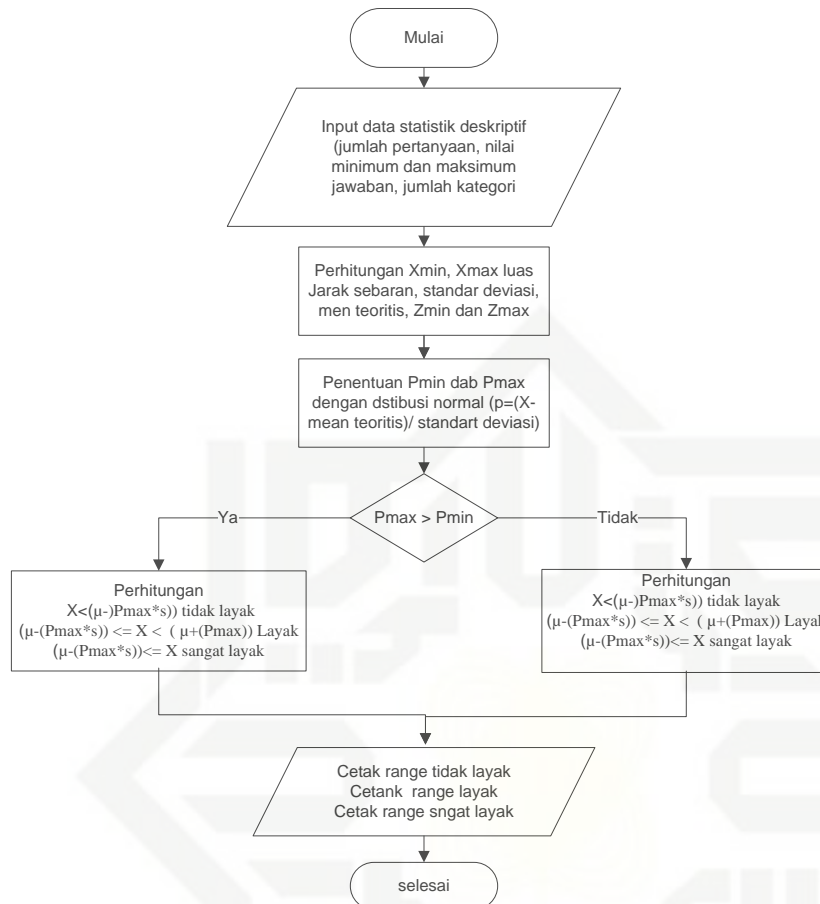 Mulai
Input data statistik deskriptif
(jumlah pertanyaan, nilai
minimum dan maksimum
jawaban, jumlah kategori
Perhitungan Xmin, Xmax luas
Jarak sebaran, standar deviasi,
men teoritis, Zmin dan Zmax
Penentuan Pmin dab Pmax
dengan dstibusi normal (p=(X-
mean teoritis)/ standart deviasi)
Pmax > Pmin
Ya
Tidak
Perhitungan
X<(μ-)Pmax*s)) tidak layak
(μ-(Pmax*s)) <= X < ( μ+(Pmax)) Layak
(μ-(Pmax*s))<= X sangat layak
Perhitungan
X<(μ-)Pmax*s)) tidak layak
(μ-(Pmax*s)) <= X < ( μ+(Pmax)) Layak
(μ-(Pmax*s))<= X sangat layak
Cetak range tidak layak
Cetank range layak
Cetak range sngat layak
selesai